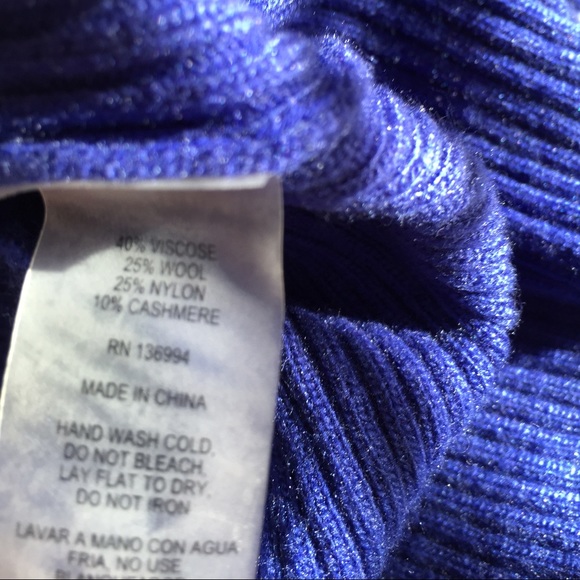 40% VISCOSE
25% WOOL
25% NYLON
10% CASHMERE
RN 136994
MADE IN CHINA
HAND WASH COLD.
DO NOT BLEACH.
LAY FLAT TO DRY.
DO NOT IRON
LAVAR A MANO CON AGUA
FRIA, NO USE